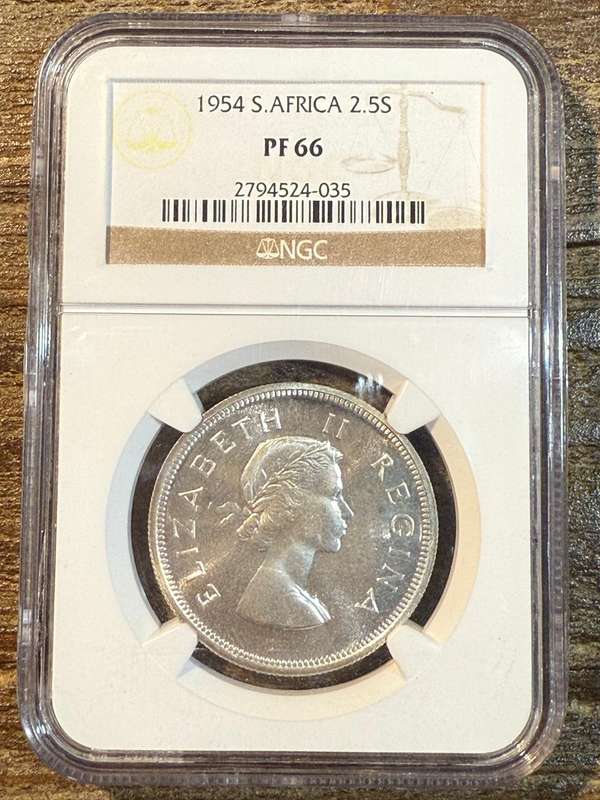 1954 S.AFRICA 2.5S
PF 66
2794524-035
NGC
ELIZABETH II REGINA